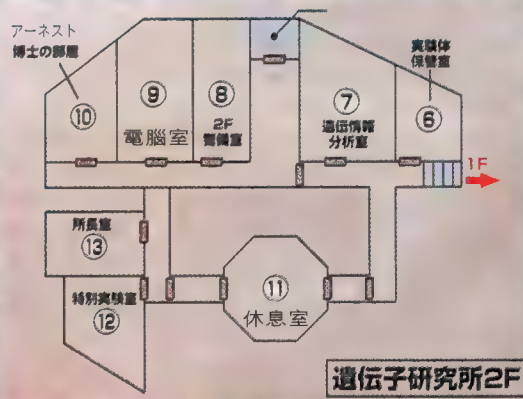 アーネスト
博士の部屋
⑩
⑨
電脳室
⑧
2F
警備室
⑦
遺伝情報
分析室
実験体
保管室
⑥
1F
所長室
⑬
特別実験室
⑫
⑪
休息室
遺伝子研究所2F